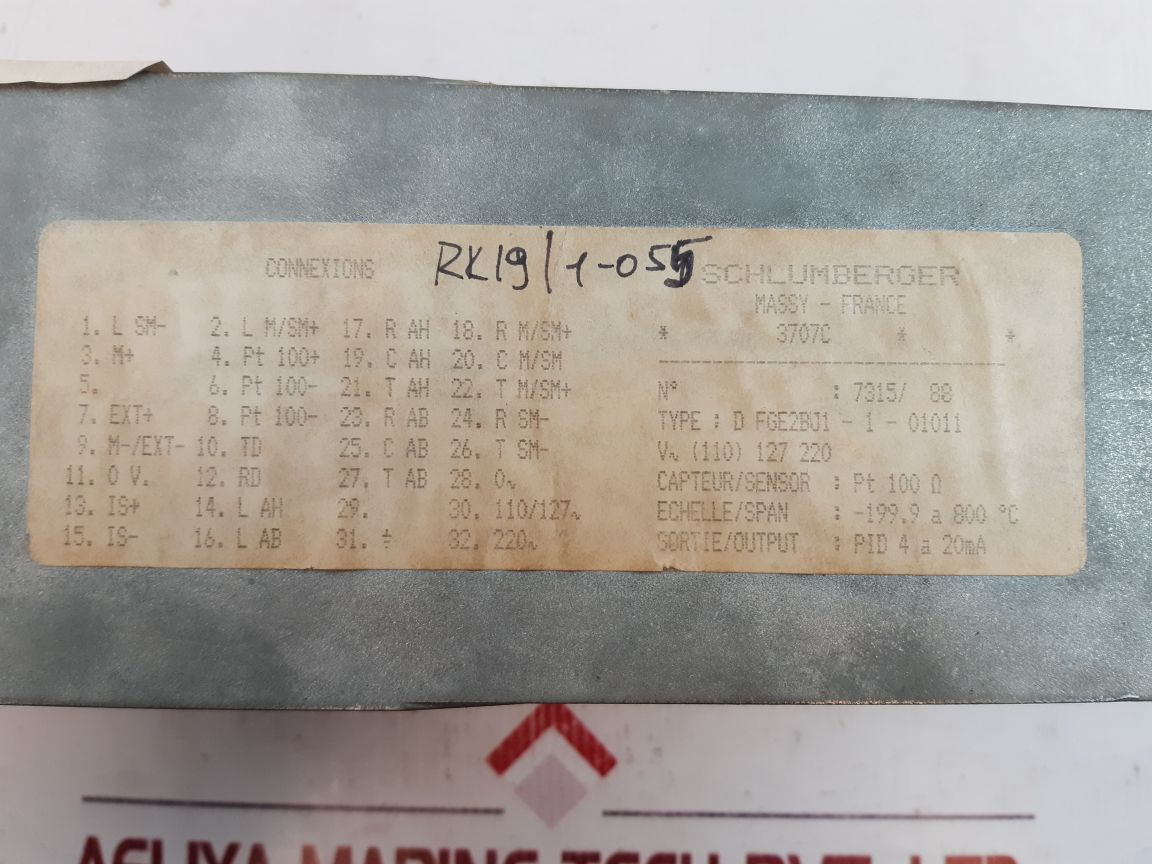 RK19/1-055
CONNEXIONS
1. L SM- 2. L M/SM+ 17. R AH 18. R M/SM+
3. M+ 4. Pt 100+ 19. C AH 20. C M/SM
5. 6. Pt 100- 21. T AH 22. T M/SM+
7. EXT+ 8. Pt 100- 23. R AB 24. R SM-
9. M-/EXT- 10. TD 25. C AB 26. T SM-
11. 0 V. 12. RD 27. T AB 28. 0~
13. IS+ 14. L AH 29. 30. 110/127~
15. IS- 16. L AB 31. ⏚ 32. 220~
SCHLUMBERGER
MASSY - FRANCE
* 3707C * *
--------------------------------
N° : 7315/ 88
TYPE : D FGE2BJ1 - 1 - 01011
V~ (110) 127 220
CAPTEUR/SENSOR : Pt 100 Ω
ECHELLE/SPAN : -199.9 a 800 °C
SORTIE/OUTPUT : PID 4 a 20mA